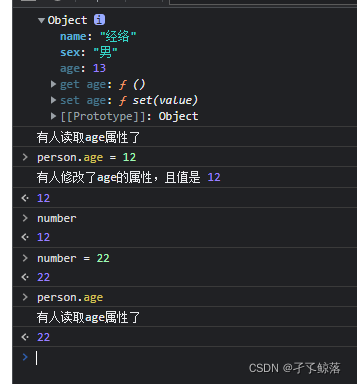 Object i
name: "经络"
sex: "男"
age: 13
get age: ƒ ()
set age: ƒ set(value)
[[Prototype]]: Object
有人读取age属性了
person.age = 12
有人修改了age的属性，且值是 12
12
number
12
number = 22
22
person.age
有人读取age属性了
22
CSDN @孑孓鲸落